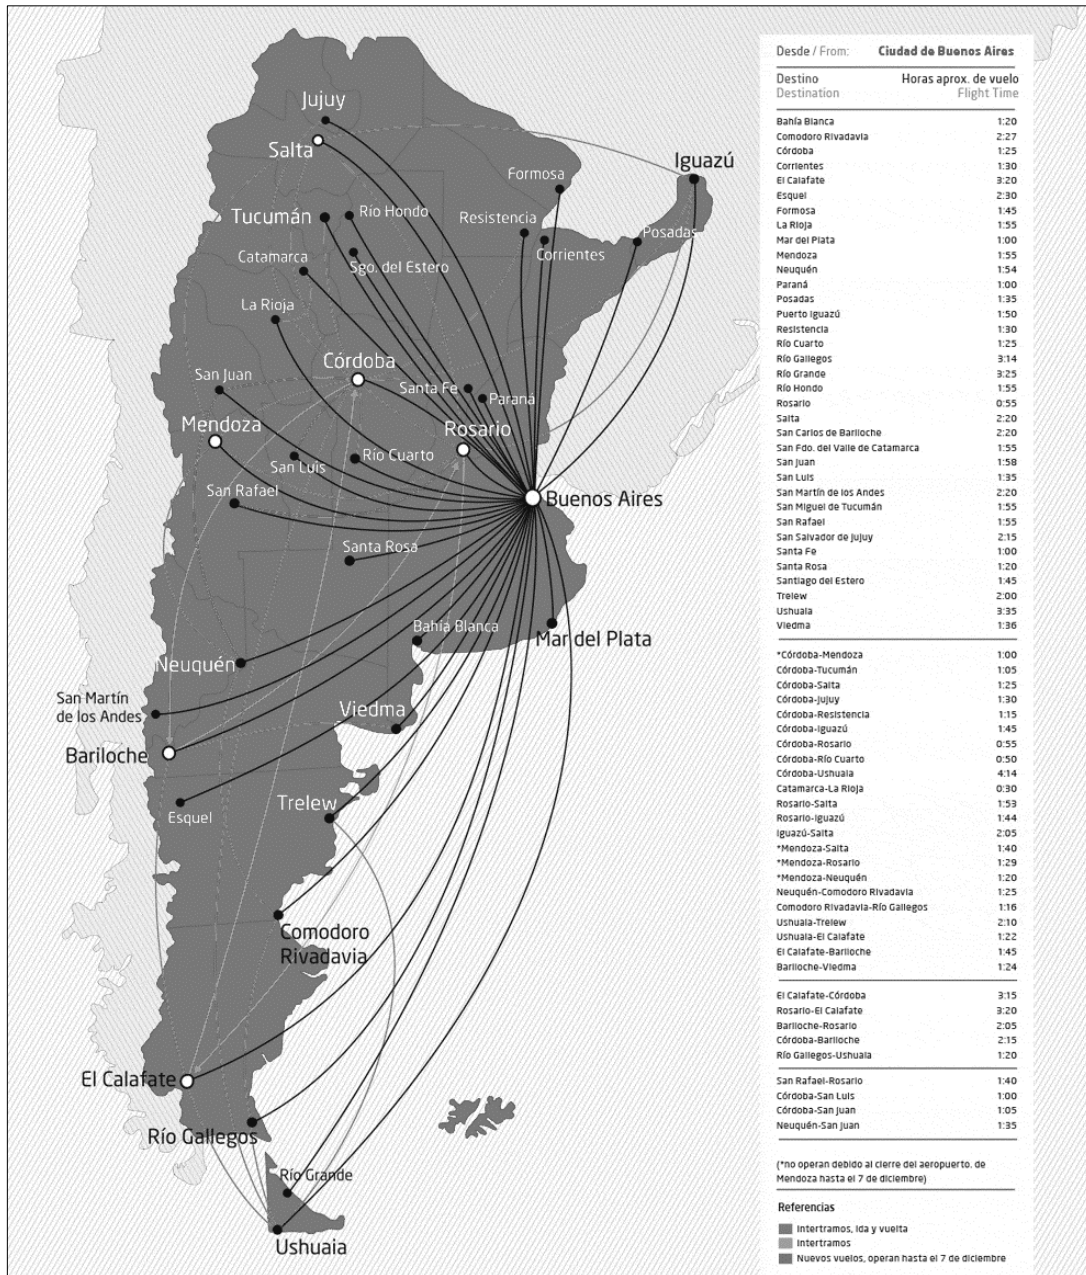 Jujuy
Salta
Iguazú
Formosa
Tucumán
Río Hondo
Resistencia
Posadas
Corrientes
Catamarca
Sgo. del Estero
La Rioja
Córdoba
San Juan
Santa Fe
Paraná
Mendoza
Rosario
San Luis
Río Cuarto
San Rafael
Buenos Aires
Santa Rosa
Bahía Blanca
Mar del Plata
Neuquén
San Martín
de los Andes
Viedma
Bariloche
Trelew
Esquel
Comodoro
Rivadavia
El Calafate
Río Gallegos
Río Grande
Ushuaia
Desde / From: Ciudad de Buenos Aires
Destino Horas aprox. de vuelo
Destination Flight Time
Bahía Blanca 1:20
Comodoro Rivadavia 2:27
Córdoba 1:25
Corrientes 1:30
El Calafate 3:20
Esquel 2:30
Formosa 1:45
La Rioja 1:55
Mar del Plata 1:00
Mendoza 1:55
Neuquén 1:54
Paraná 1:00
Posadas 1:35
Puerto Iguazú 1:50
Resistencia 1:30
Río Cuarto 1:25
Río Gallegos 3:14
Río Grande 3:25
Río Hondo 1:55
Rosario 0:55
Salta 2:20
San Carlos de Bariloche 2:20
San Fdo. del Valle de Catamarca 1:55
San Juan 1:58
San Luis 1:35
San Martín de los Andes 2:20
San Miguel de Tucumán 1:55
San Rafael 1:55
San Salvador de Jujuy 2:15
Santa Fe 1:00
Santa Rosa 1:20
Santiago del Estero 1:45
Trelew 2:00
Ushuaia 3:35
Viedma 1:36
*Córdoba-Mendoza 1:00
Córdoba-Tucumán 1:05
Córdoba-Salta 1:25
Córdoba-Jujuy 1:30
Córdoba-Resistencia 1:15
Córdoba-Iguazú 1:45
Córdoba-Rosario 0:55
Córdoba-Río Cuarto 0:50
Córdoba-Ushuaia 4:14
Catamarca-La Rioja 0:30
Rosario-Salta 1:53
Rosario-Iguazú 1:44
Iguazú-Salta 2:05
*Mendoza-Salta 1:40
*Mendoza-Rosario 1:29
*Mendoza-Neuquén 1:20
Neuquén-Comodoro Rivadavia 1:25
Comodoro Rivadavia-Río Gallegos 1:16
Ushuaia-Trelew 2:10
Ushuaia-El Calafate 1:22
El Calafate-Bariloche 1:45
Bariloche-Viedma 1:24
El Calafate-Córdoba 3:15
Rosario-El Calafate 3:20
Bariloche-Rosario 2:05
Córdoba-Bariloche 2:15
Río Gallegos-Ushuaia 1:20
San Rafael-Rosario 1:40
Córdoba-San Luis 1:00
Córdoba-San Juan 1:05
Neuquén-San Juan 1:35
(*no operan debido al cierre del aeropuerto. de
Mendoza hasta el 7 de diciembre)
Referencias
Intertramos, ida y vuelta
Intertramos
Nuevos vuelos, operan hasta el 7 de diciembre